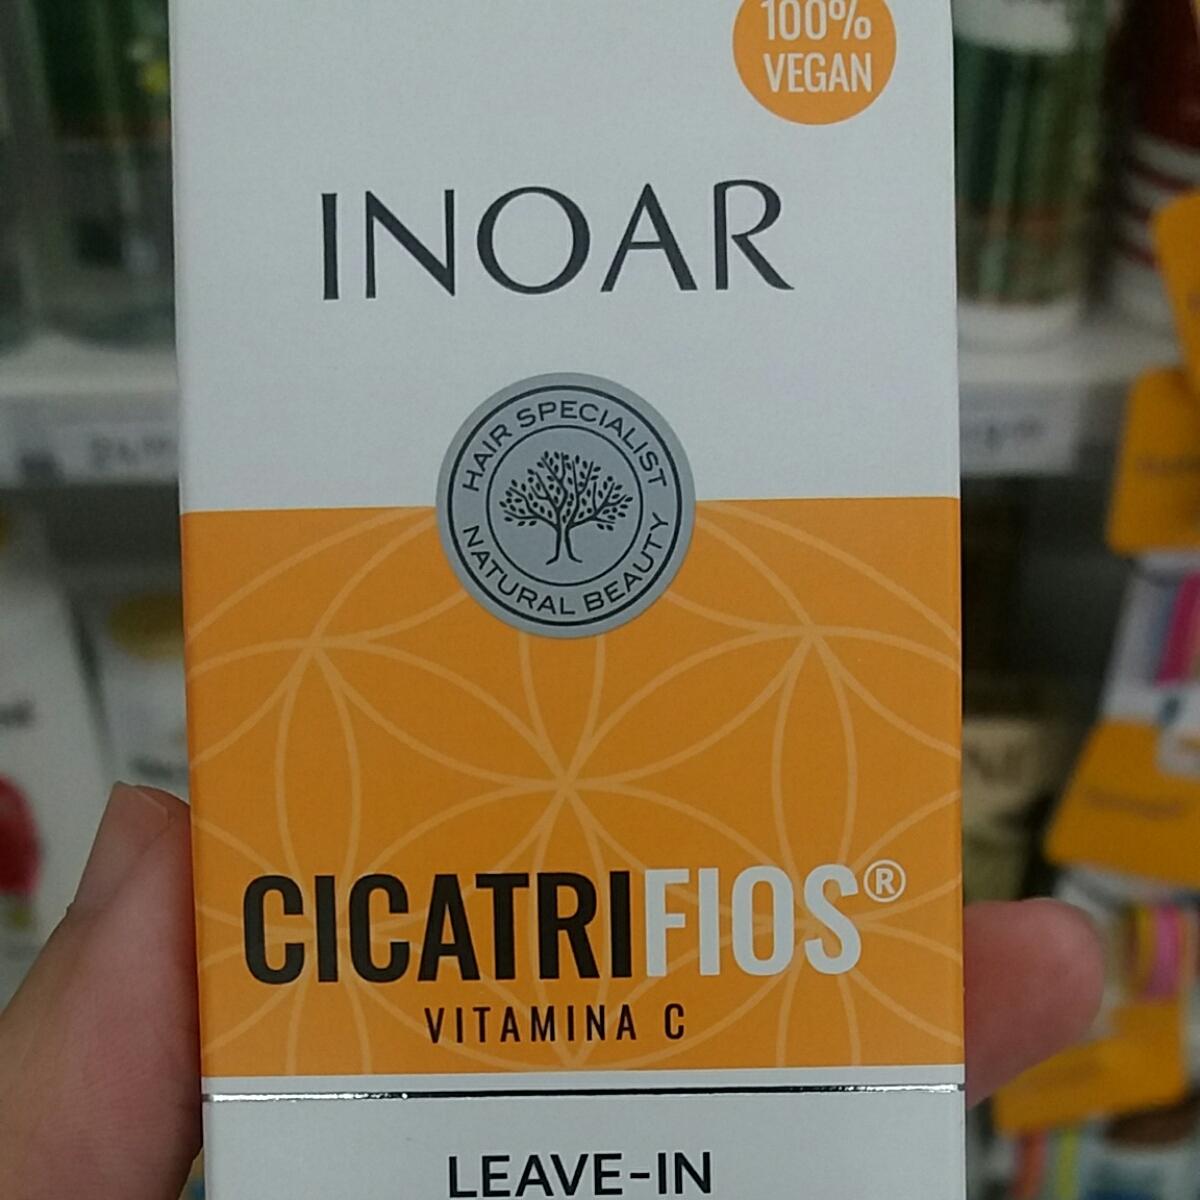 100%
VEGAN
INOAR
HAIR SPECIALIST
NATURAL BEAUTY
CICATRIFIOS®
VITAMINA C
LEAVE-IN